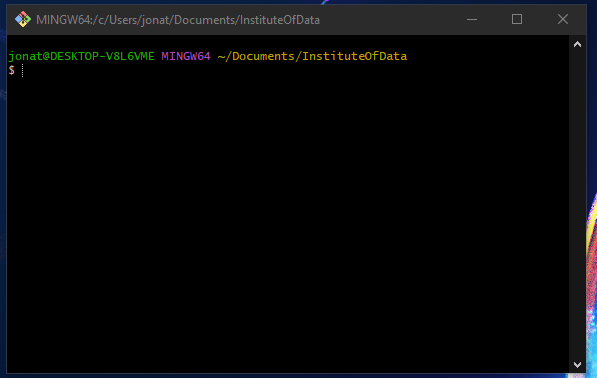 MINGW64:/c/Users/jonat/Documents/InstituteOfData
jonat@DESKTOP-V8L6VME MINGW64 ~/Documents/InstituteOfData
$